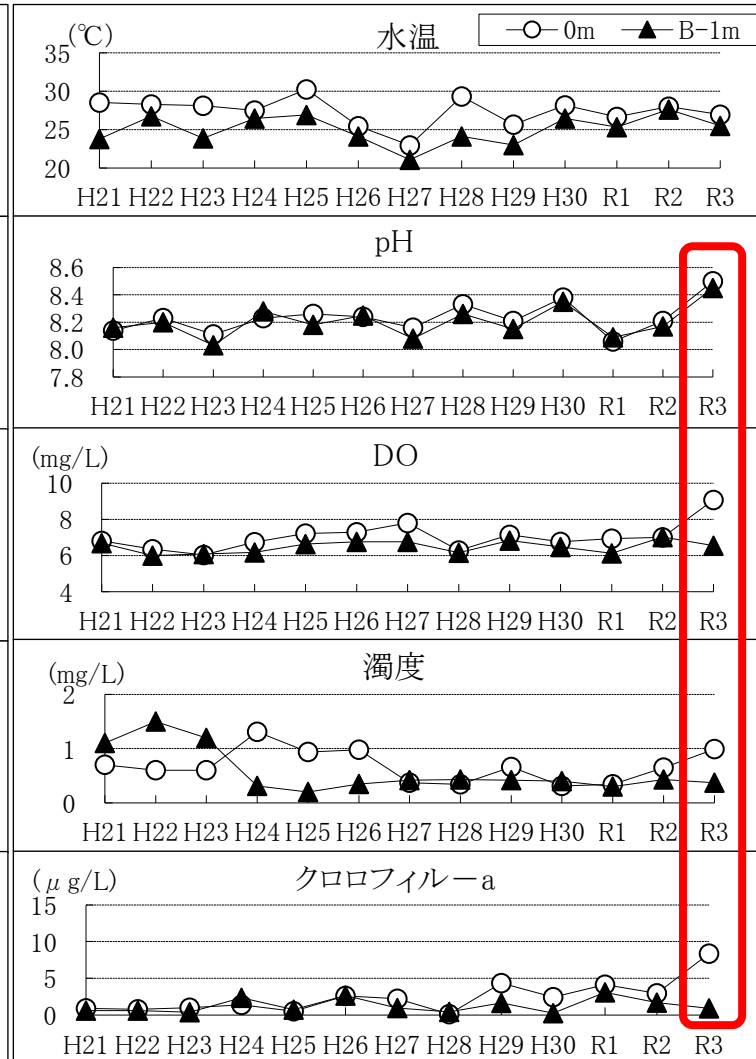 (℃) 水温 0m B-1m
35
30
25
20
H21 H22 H23 H24 H25 H26 H27 H28 H29 H30 R1 R2 R3
pH
8.6
8.4
8.2
8.0
7.8
H21 H22 H23 H24 H25 H26 H27 H28 H29 H30 R1 R2 R3
(mg/L) DO
10
8
6
4
H21 H22 H23 H24 H25 H26 H27 H28 H29 H30 R1 R2 R3
(mg/L) 濁度
2
1
0
H21 H22 H23 H24 H25 H26 H27 H28 H29 H30 R1 R2 R3
(μg/L) クロロフィルーa
15
10
5
0
H21 H22 H23 H24 H25 H26 H27 H28 H29 H30 R1 R2 R3